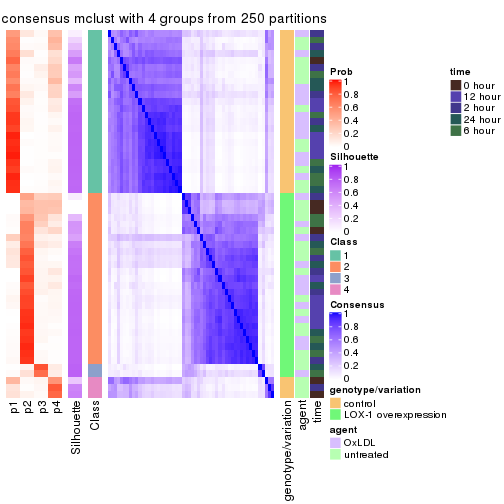 consensus mclust with 4 groups from 250 partitions
Prob
1
0.8
0.6
0.4
0.2
0
Silhouette
1
0.8
0.6
0.4
0.2
0
Class
1
2
3
4
Consensus
1
0.8
0.6
0.4
0.2
0
genotype/variation
control
LOX-1 overexpression
agent
OxLDL
untreated
time
0 hour
12 hour
2 hour
24 hour
6 hour
p1
p2
p3
p4
Silhouette
Class
genotype/variation
agent
time